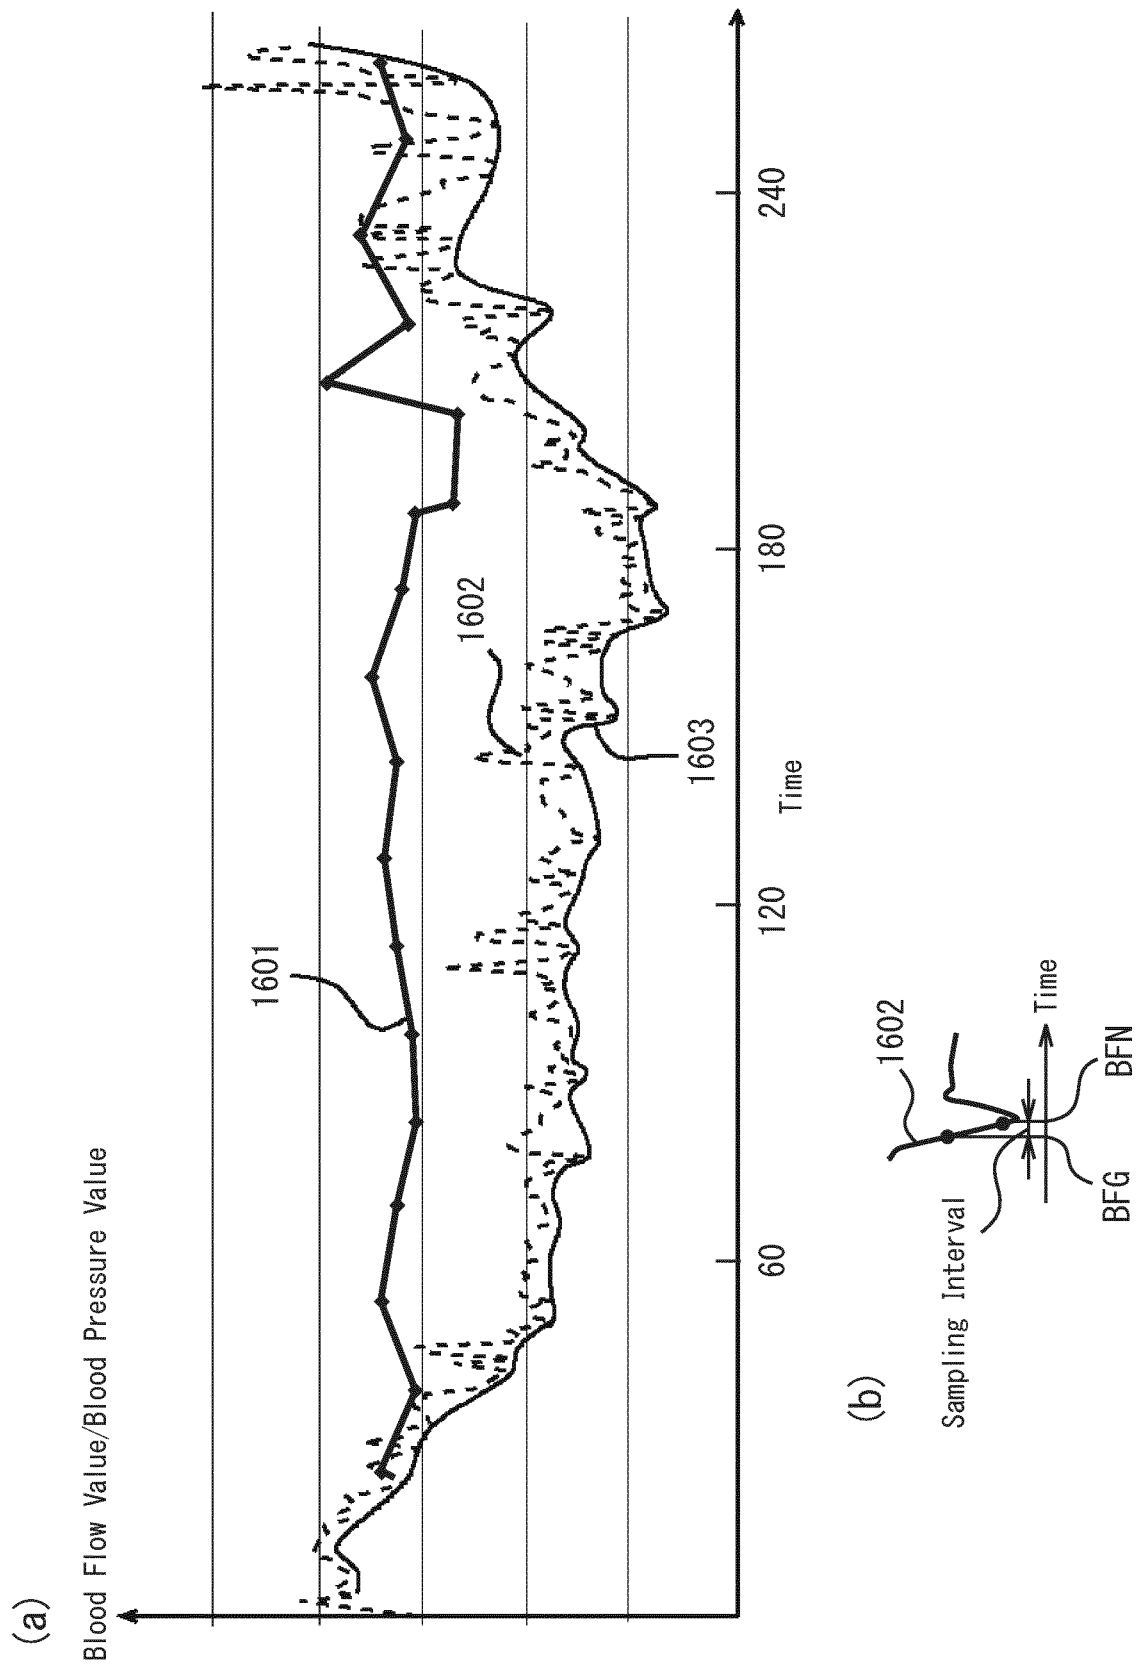 (a)
Blood Flow Value/Blood Pressure Value
1601
1602
1603
60
120
180
240
Time
(b)
1602
Sampling Interval
Time
BFG
BFN